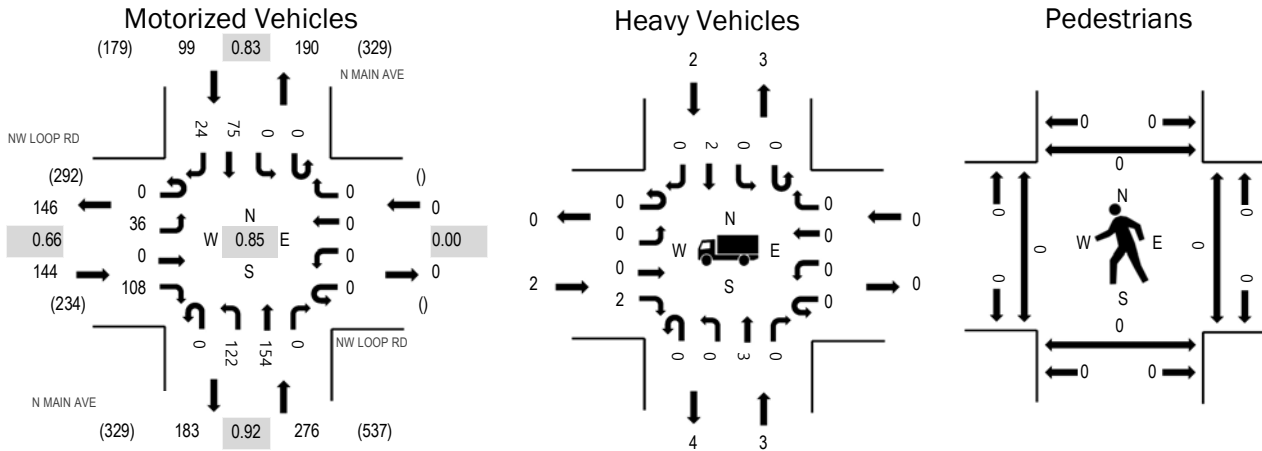 Motorized Vehicles
(179) 99 0.83 190 (329)
N MAIN AVE
24 75 0 0
NW LOOP RD
(292) 0 0 ()
146 36 0 0
N
0.66 W 0.85 E 0.00
S
144 0 0 0
(234) 108 0 ()
0 122 154 0
NW LOOP RD
N MAIN AVE
(329) 183 0.92 276 (537)
Heavy Vehicles
2 3
0 2 0 0
0 0
0 0 0 0
N
W E
S
2 0 0 0
2 0
0 0 3 0
4 3
Pedestrians
0 0
0
0 0
N
0 W E 0
S
0 0
0
0 0